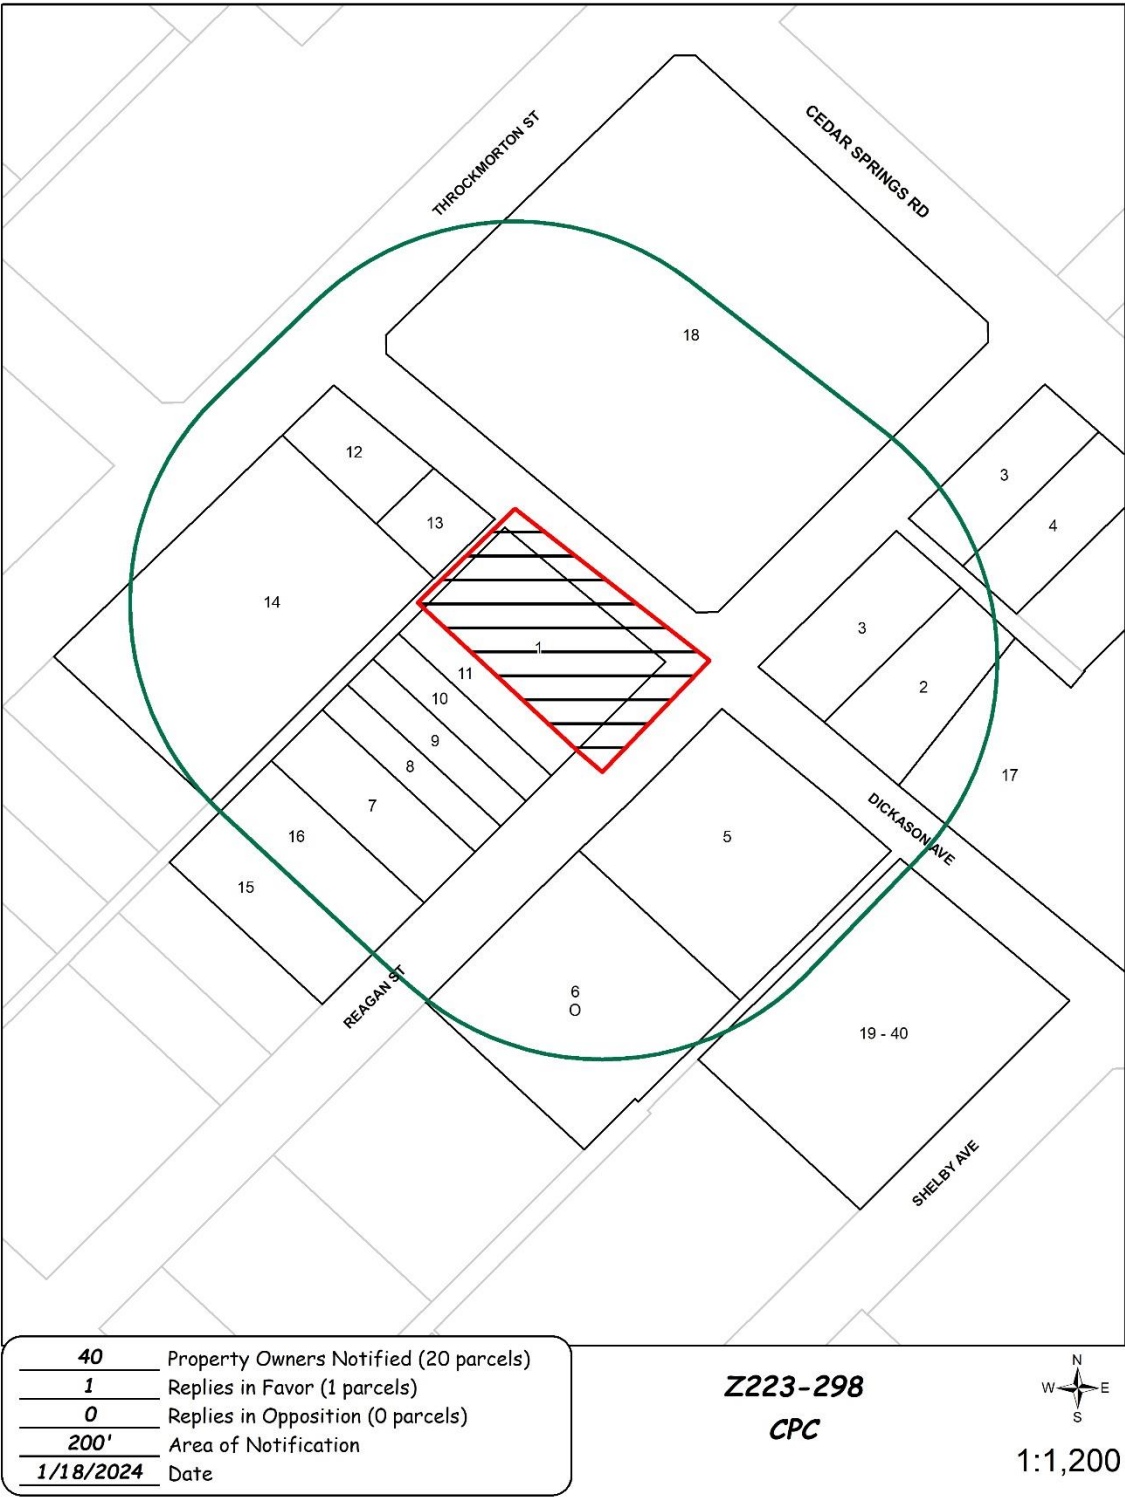 THROCKMORTON ST
CEDAR SPRINGS RD
18
12
3
13
4
14
3
1
11
2
10
9
8
17
7
16
5
DICKASON AVE
15
REAGAN ST
6
O
19 - 40
SHELBY AVE
40 Property Owners Notified (20 parcels)
1 Replies in Favor (1 parcels)
0 Replies in Opposition (0 parcels)
200' Area of Notification
1/18/2024 Date
Z223-298
CPC
N
W E
S
1:1,200